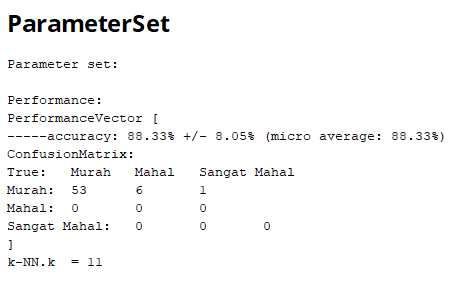 ParameterSet
Parameter set:
Performance:
PerformanceVector [
-----accuracy: 88.33% +/- 8.05% (micro average: 88.33%)
ConfusionMatrix:
True: Murah Mahal Sangat Mahal
Murah: 53 6 1
Mahal: 0 0 0
Sangat Mahal: 0 0 0
]
k-NN.k = 11